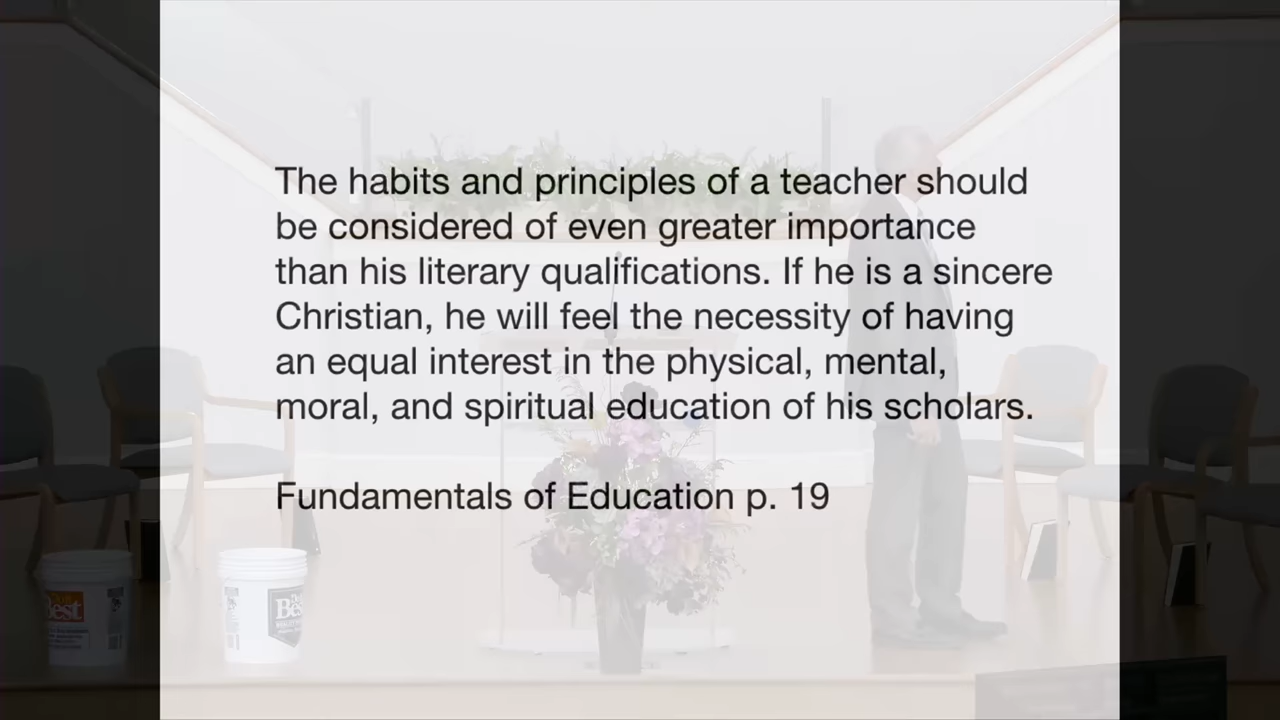 The habits and principles of a teacher should
be considered of even greater importance
than his literary qualifications. If he is a sincere
Christian, he will feel the necessity of having
an equal interest in the physical, mental,
moral, and spiritual education of his scholars.
Fundamentals of Education p. 19
Best
Best